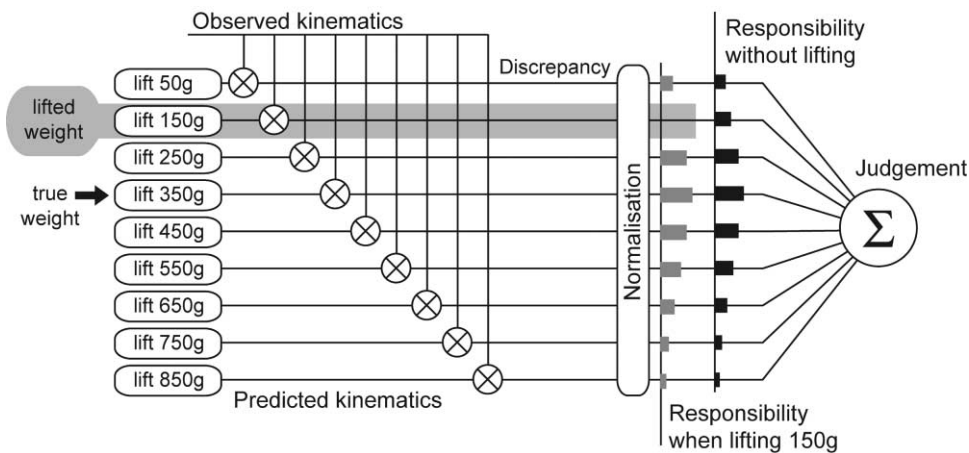 Observed kinematics
Responsibility
without lifting
Discrepancy
lifted
weight
lift 50g
lift 150g
lift 250g
true
weight
lift 350g
lift 450g
lift 550g
lift 650g
lift 750g
lift 850g
Normalisation
Judgement
Σ
Predicted kinematics
Responsibility
when lifting 150g